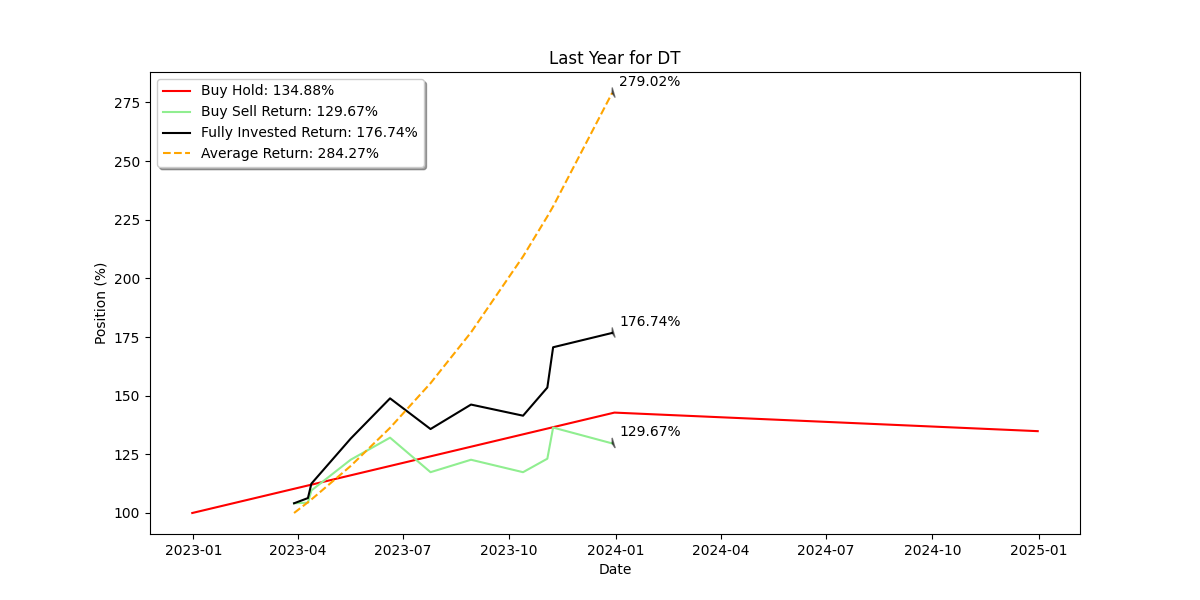 Last Year for DT
Buy Hold: 134.88%
Buy Sell Return: 129.67%
Fully Invested Return: 176.74%
Average Return: 284.27%
279.02%
176.74%
129.67%
Position (%)
275
250
225
200
175
150
125
100
2023-01
2023-04
2023-07
2023-10
2024-01
2024-04
2024-07
2024-10
2025-01
Date